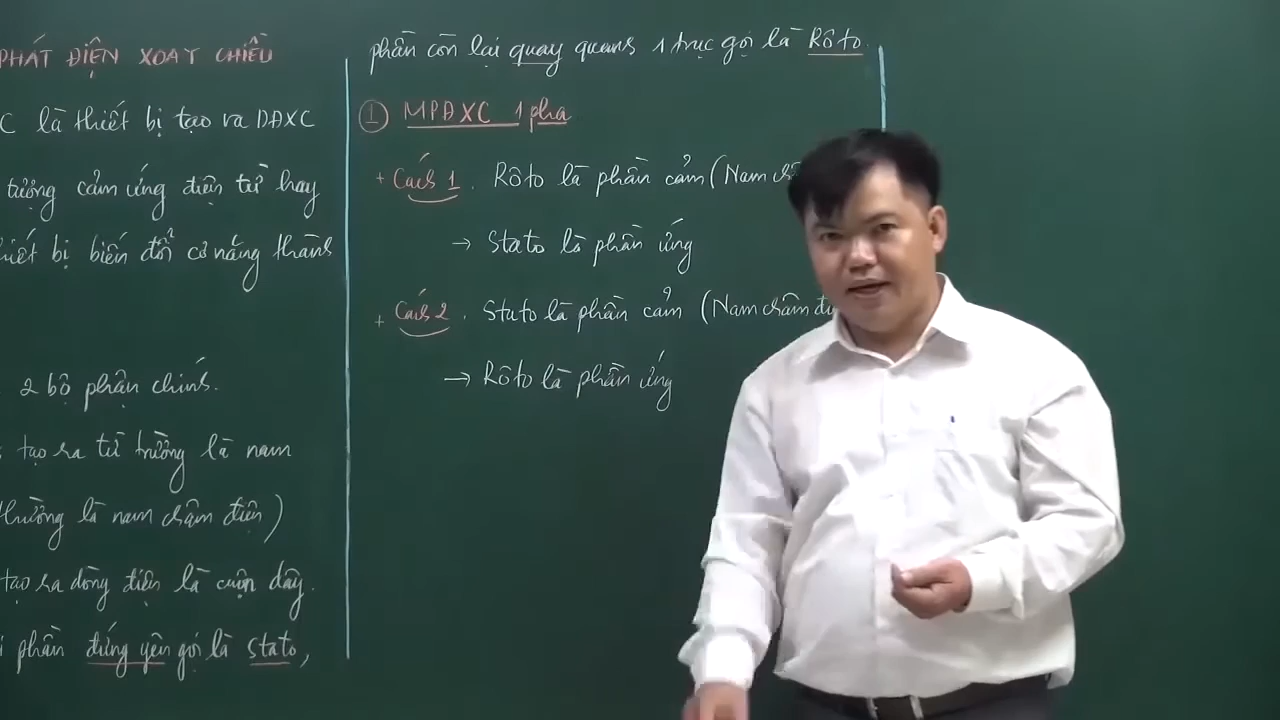 PHÁT ĐIỆN XOAY CHIỀU
C là thiết bị tạo ra DĐXC
tượng cảm ứng điện từ hay
thiết bị biến đổi cơ năng thành
2 bộ phận chính.
tạo ra từ trường là nam
thường là nam châm điện)
tạo ra dòng điện là cuộn dây.
phần đứng yên gọi là Stato,
phần còn lại quay quanh 1 trục gọi là Rôto.
① MPĐXC 1 pha
+ Cách 1. Rôto là phần cảm (Nam
→ Stato là phần ứng
+ Cách 2. Stato là phần cảm (Nam châm
→ Rôto là phần ứng